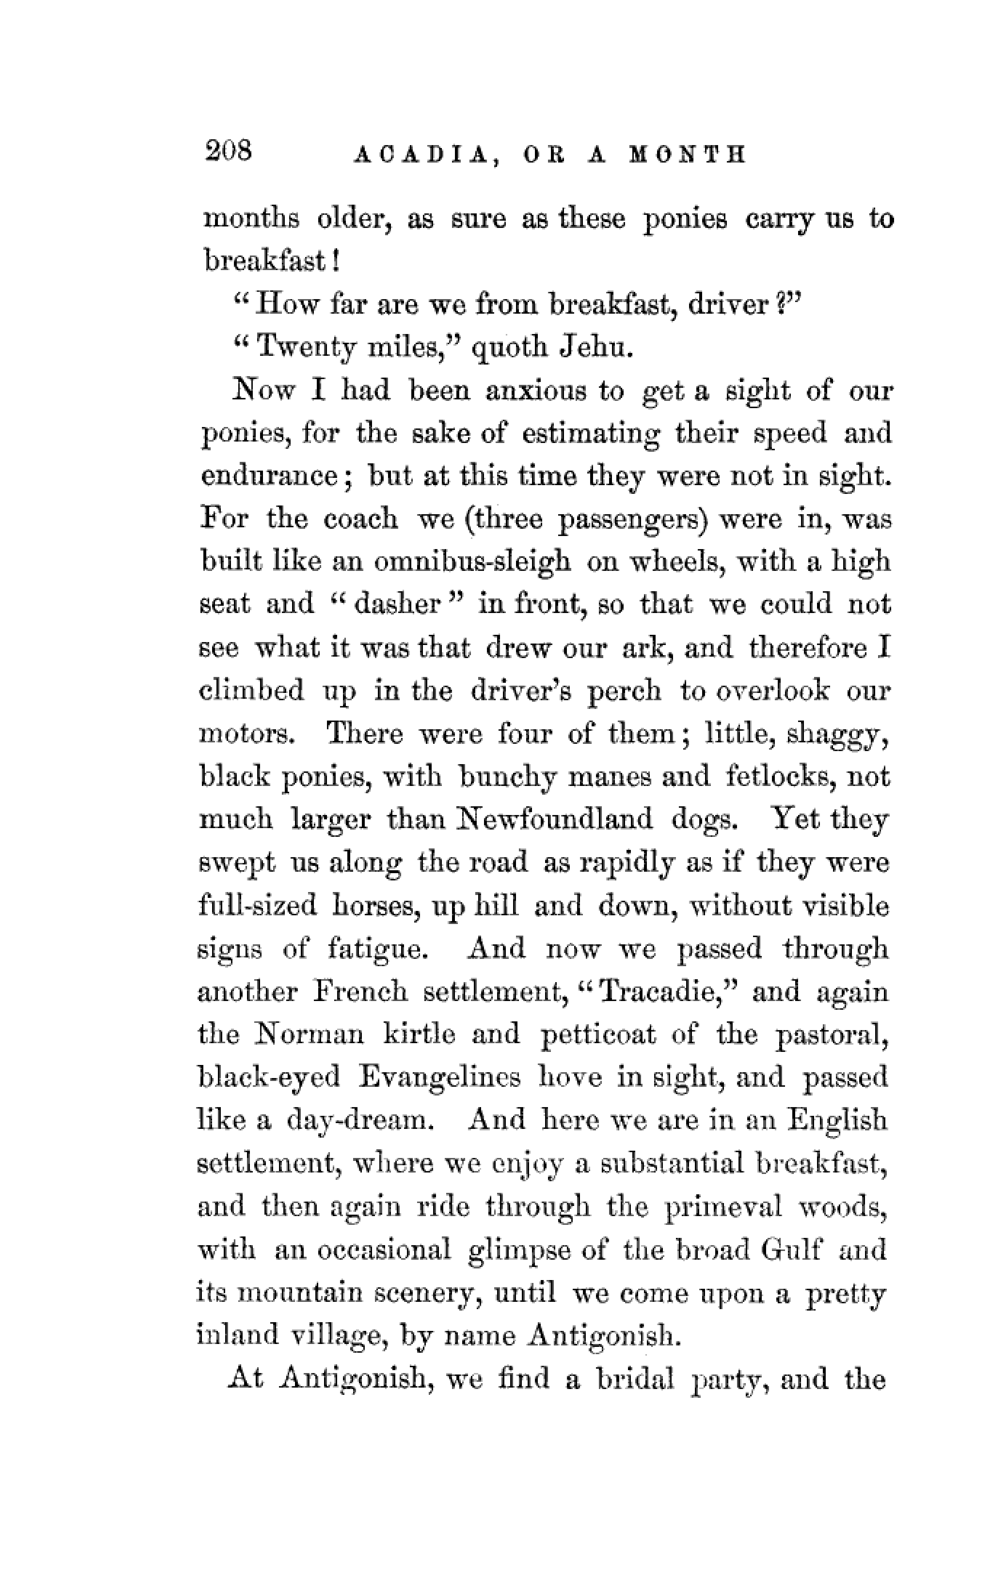 208 ACADIA, OR A MONTH
months older, as sure as these ponies carry us to
breakfast!
“How far are we from breakfast, driver?”
“Twenty miles,” quoth Jehu.
Now I had been anxious to get a sight of our
ponies, for the sake of estimating their speed and
endurance; but at this time they were not in sight.
For the coach we (three passengers) were in, was
built like an omnibus-sleigh on wheels, with a high
seat and “dasher” in front, so that we could not
see what it was that drew our ark, and therefore I
climbed up in the driver’s perch to overlook our
motors. There were four of them; little, shaggy,
black ponies, with bunchy manes and fetlocks, not
much larger than Newfoundland dogs. Yet they
swept us along the road as rapidly as if they were
full-sized horses, up hill and down, without visible
signs of fatigue. And now we passed through
another French settlement, “Tracadie,” and again
the Norman kirtle and petticoat of the pastoral,
black-eyed Evangelines hove in sight, and passed
like a day-dream. And here we are in an English
settlement, where we enjoy a substantial breakfast,
and then again ride through the primeval woods,
with an occasional glimpse of the broad Gulf and
its mountain scenery, until we come upon a pretty
inland village, by name Antigonish.
At Antigonish, we find a bridal party, and the